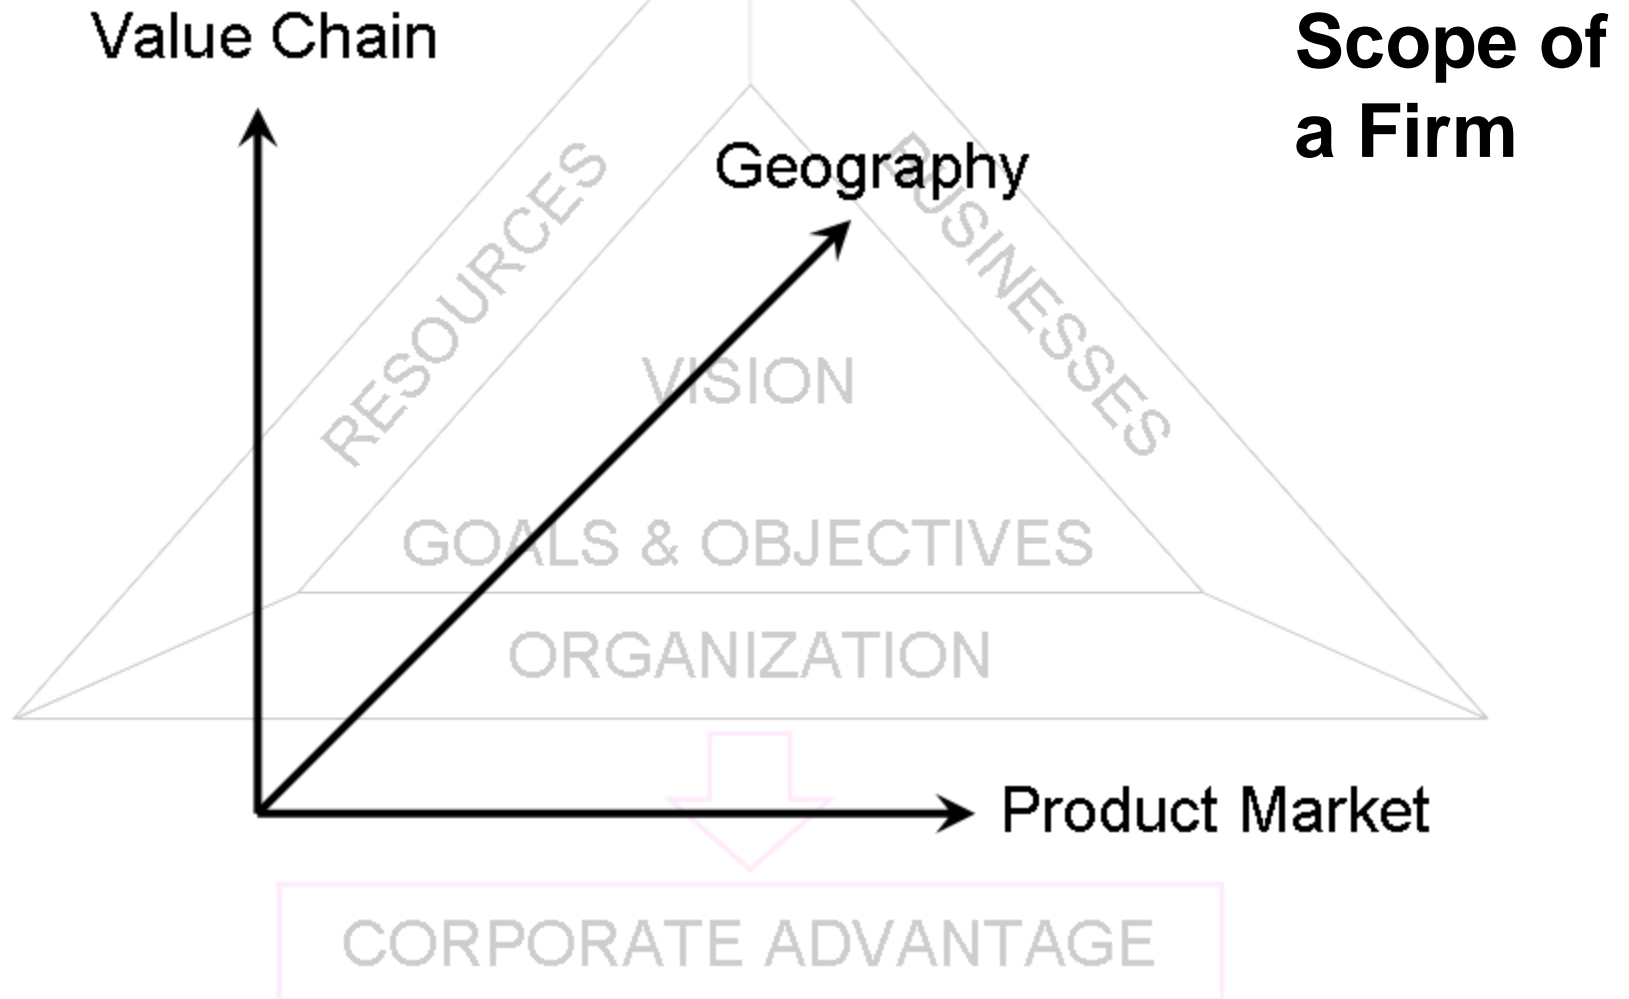 Value Chain
Scope of
a Firm
Geography
RESOURCES
BUSINESSES
VISION
GOALS & OBJECTIVES
ORGANIZATION
Product Market
CORPORATE ADVANTAGE